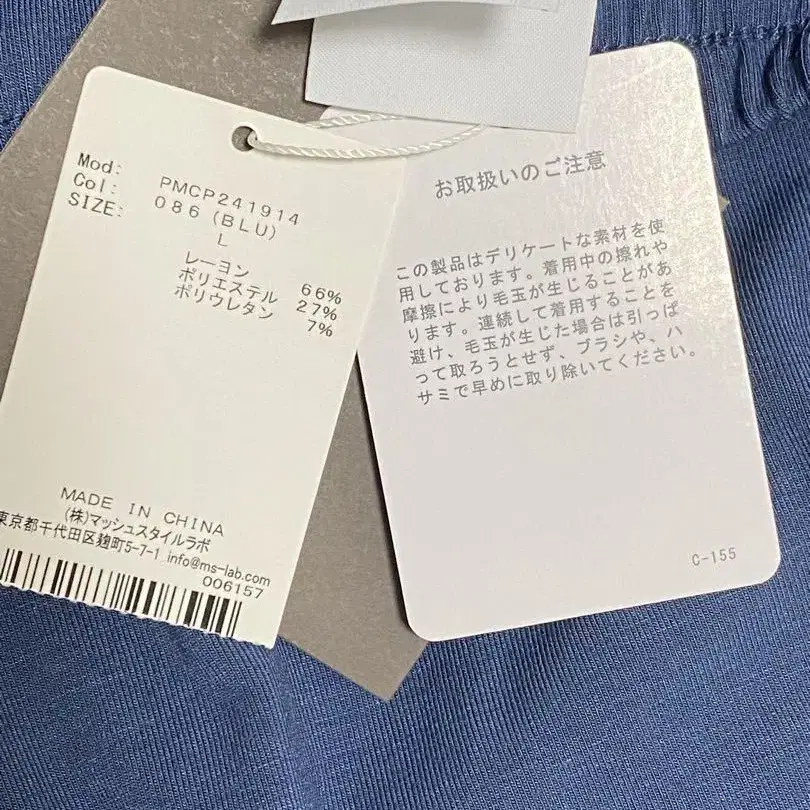 Mod: PMCP241914
Col: 086 (BLU)
SIZE: L
レーヨン 66%
ポリエステル 27%
ポリウレタン 7%
MADE IN CHINA
(株)マッシュスタイルラボ
東京都千代田区麹町5-7-1 info@ms-lab.com
006157
お取扱いのご注意
この製品はデリケートな素材を使
用しております。着用中の擦れや
摩擦により毛玉が生じることがあ
ります。連続して着用することを
避け、毛玉が生じた場合は引っぱ
って取ろうとせず、ブラシや、ハ
サミで早めに取り除いてください。
C-155